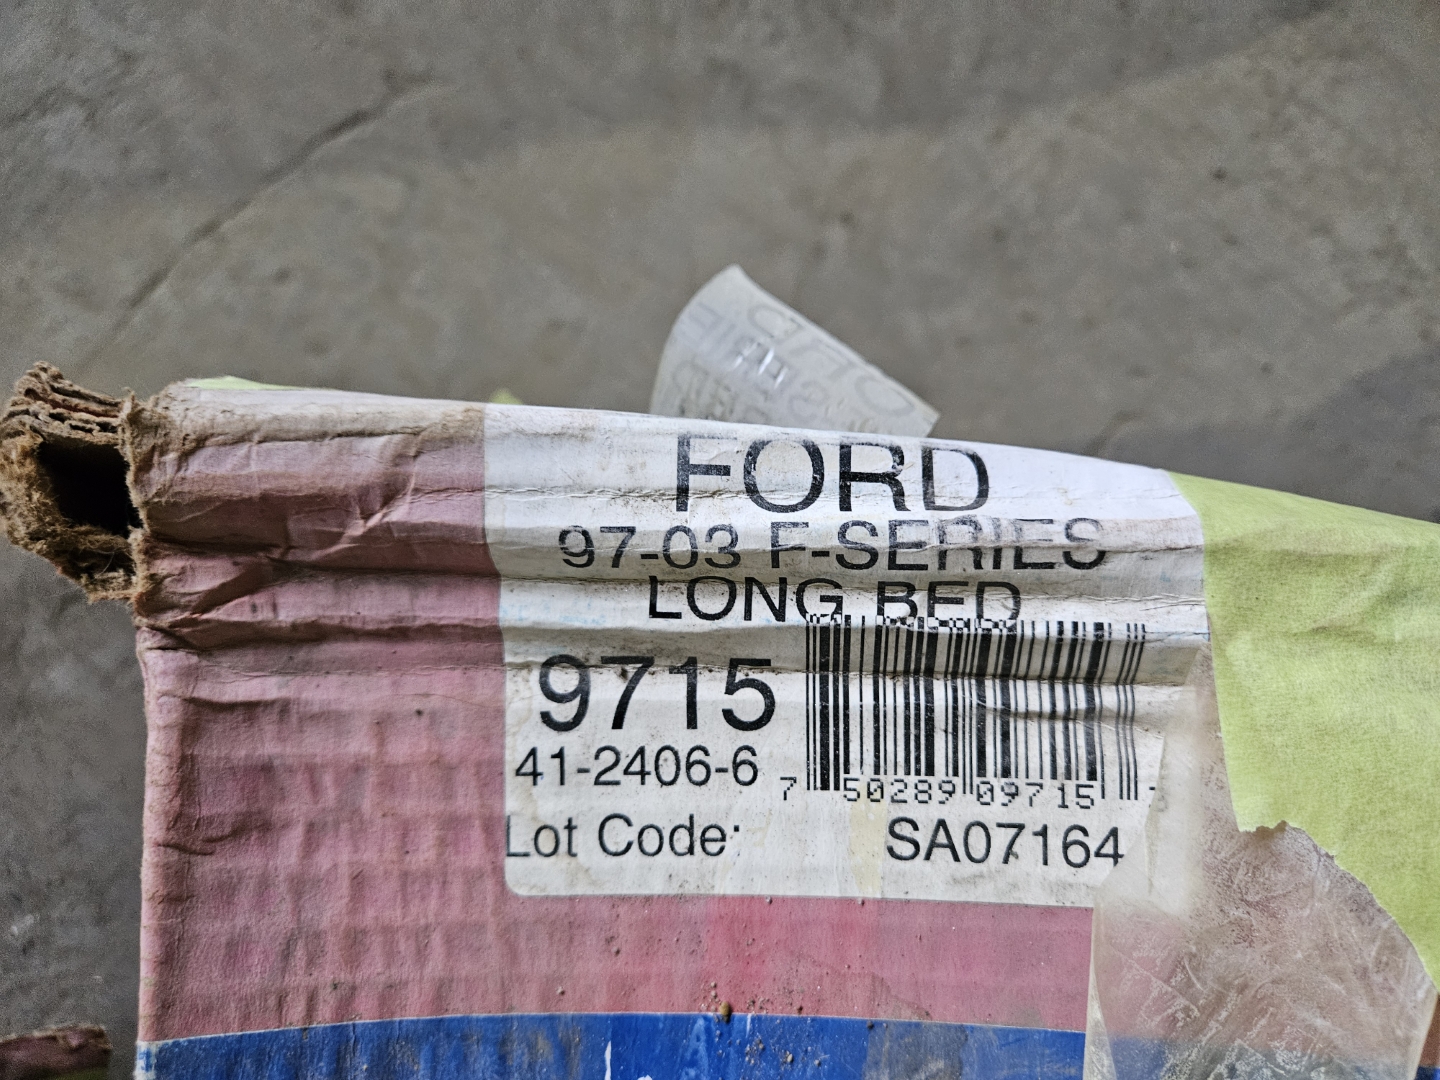 FORD
97-03 F-SERIES
LONG BED
9715
41-2406-6
7 50289 09715
Lot Code: SA07164